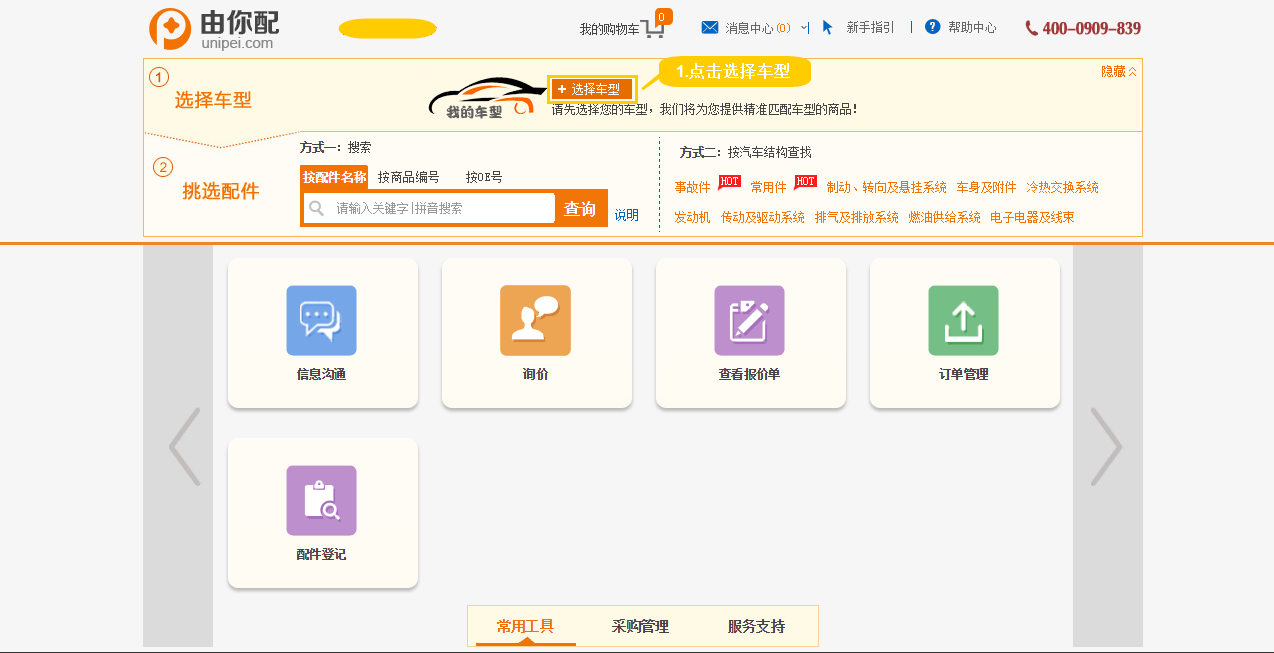 由你配
unipei.com
我的购物车 0
消息中心(0)
新手指引
帮助中心
400-0909-839
1
选择车型
我的车型
+ 选择车型
1.点击选择车型
隐藏
请先选择您的车型，我们将为您提供精准匹配车型的商品！
2
挑选配件
方式一：搜索
按配件名称 按商品编号 按OE号
请输入关键字|拼音搜索
查询
说明
方式二：按汽车结构查找
事故件 HOT 常用件 HOT 制动、转向及悬挂系统 车身及附件 冷热交换系统
发动机 传动及驱动系统 排气及排放系统 燃油供给系统 电子电器及线束
信息沟通
询价
查看报价单
订单管理
配件登记
常用工具 采购管理 服务支持